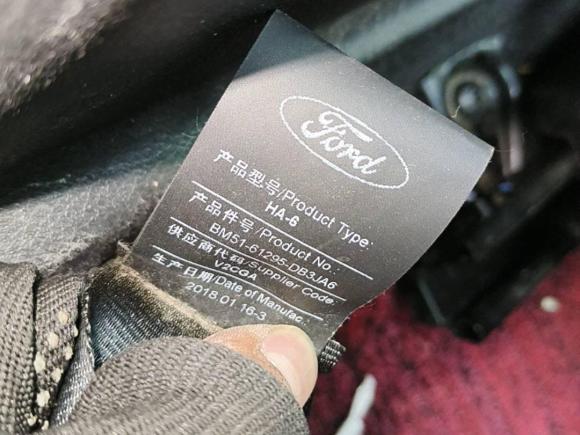 Ford
产品型号/Product Type:
HA-6
产品件号/Product No.:
BM51-61295-DB3JA6
供应商代码/Supplier Code:
V2CGA
生产日期/Date of Manufac.:
2018 01 16-3